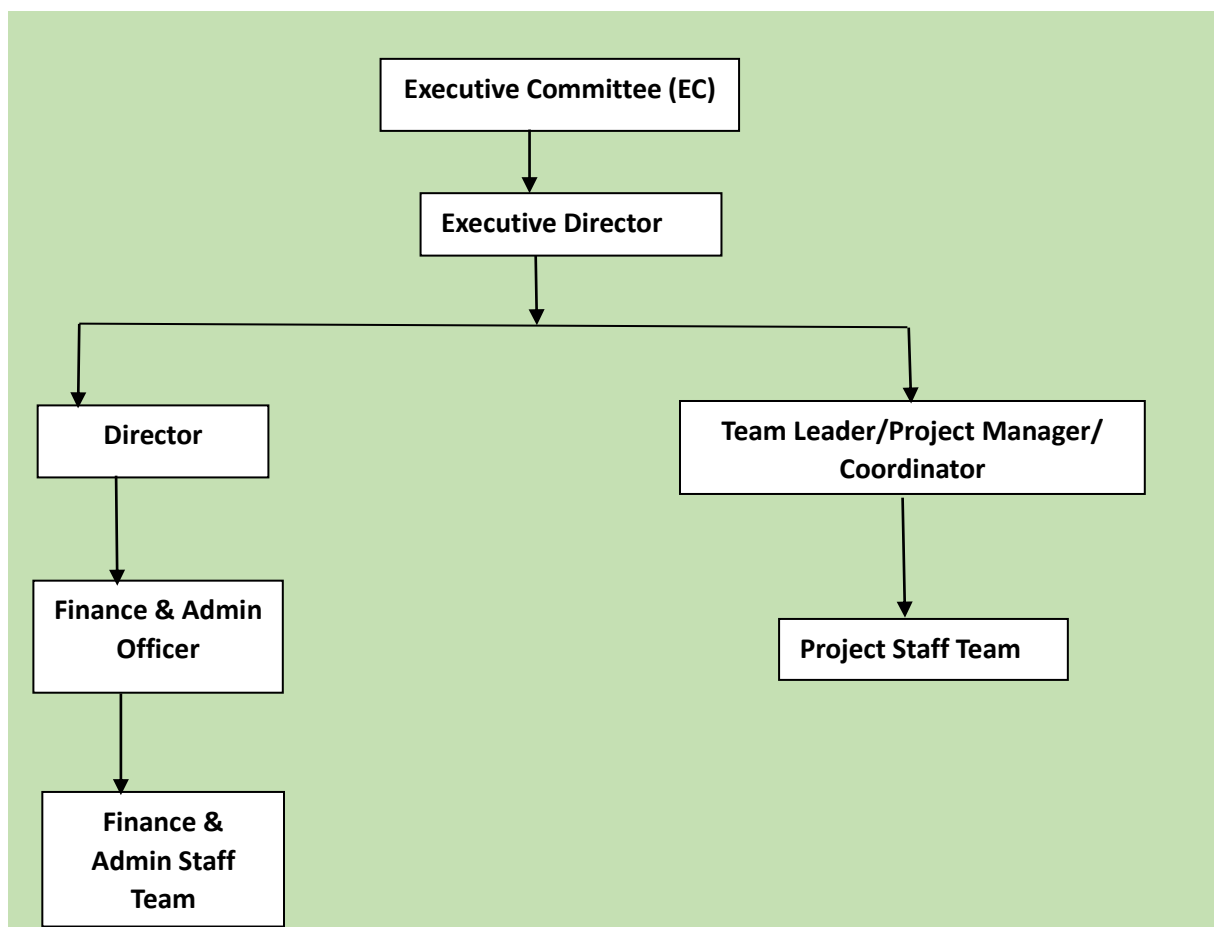 Executive Committee (EC)
Executive Director
Director
Team Leader/Project Manager/
Coordinator
Finance & Admin
Officer
Project Staff Team
Finance &
Admin Staff
Team